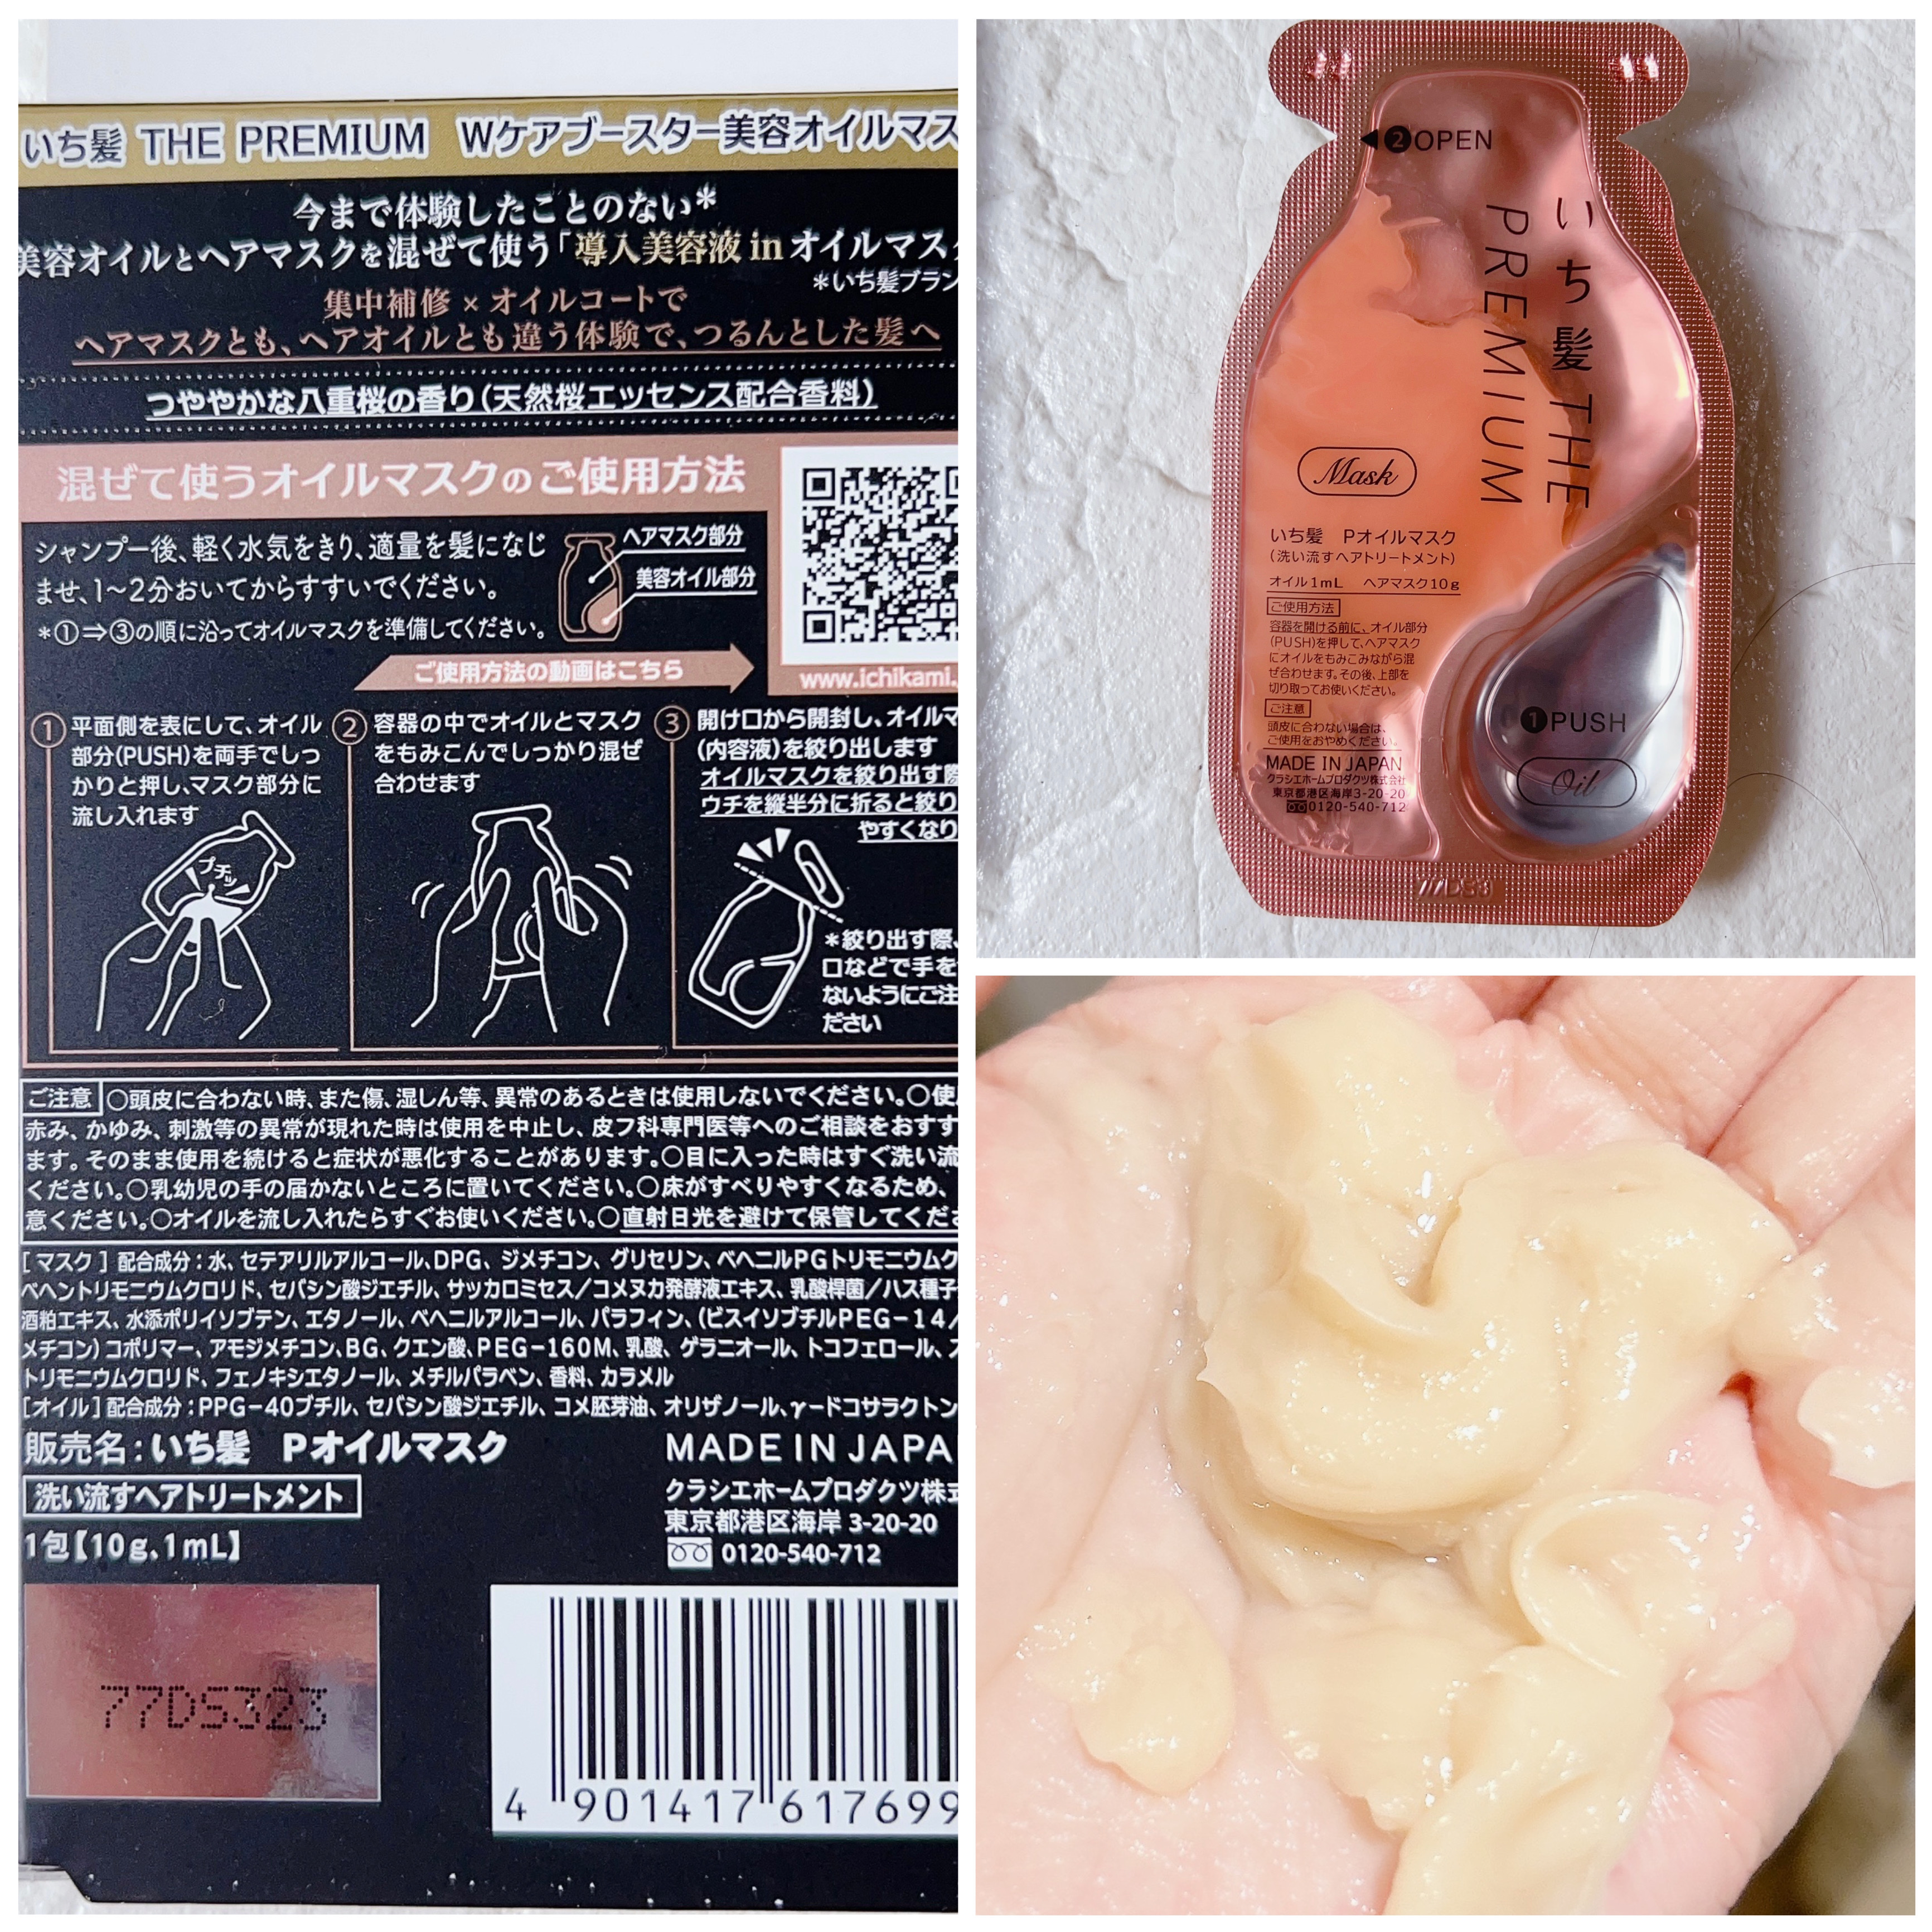 いち髪 THE PREMIUM Wケアブースター美容オイルマス
今まで体験したことのない*
美容オイルとヘアマスクを混ぜて使う「導入美容液inオイルマス
*いち髪ブラン
集中補修×オイルコートで
ヘアマスクとも、ヘアオイルとも違う体験で、つるんとした髪へ
つややかな八重桜の香り(天然桜エッセンス配合香料)
混ぜて使うオイルマスクのご使用方法
シャンプー後、軽く水気をきり、適量を髪になじ
ませ、1〜2分おいてからすすいでください。
*①⇒③の順に沿ってオイルマスクを準備してください。
ヘアマスク部分
美容オイル部分
ご使用方法の動画はこちら
www.ichikami.
①平面側を表にして、オイル
部分(PUSH)を両手でしっ
かりと押し、マスク部分に
流し入れます
プチッ
②容器の中でオイルとマスク
をもみこんでしっかり混ぜ
合わせます
③開け口から開封し、オイルマ
(内容液)を絞り出します
オイルマスクを絞り出す際
ウチを縦半分に折ると絞り
やすくなり
*絞り出す際、
口などで手を
ないようにご注
ださい
ご注意 ○頭皮に合わない時、また傷、湿しん等、異常のあるときは使用しないでください。○使
赤み、かゆみ、刺激等の異常が現れた時は使用を中止し、皮フ科専門医等へのご相談をおすす
ます。そのまま使用を続けると症状が悪化することがあります。○目に入った時はすぐ洗い流
ください。○乳幼児の手の届かないところに置いてください。○床がすべりやすくなるため、
意ください。○オイルを流し入れたらすぐお使いください。○直射日光を避けて保管してくださ
[マスク]配合成分:水、セテアリルアルコール、DPG、ジメチコン、グリセリン、ベヘニルPGトリモニウムク
ベヘントリモニウムクロリド、セバシン酸ジエチル、サッカロミセス/コメヌカ発酵液エキス、乳酸桿菌/ハス種子
酒粕エキス、水添ポリイソブテン、エタノール、ベヘニルアルコール、パラフィン、(ビスイソブチルPEG-14/
メチコン)コポリマー、アモジメチコン、BG、クエン酸、PEG-160M、乳酸、ゲラニオール、トコフェロール、ス
トリモニウムクロリド、フェノキシエタノール、メチルパラベン、香料、カラメル
[オイル]配合成分:PPG-40ブチル、セバシン酸ジエチル、コメ胚芽油、オリザノール、γ-ドコサラクトン
販売名:いち髪 Pオイルマスク
洗い流すヘアトリートメント
1包【10g、1mL】
MADE IN JAPA
クラシエホームプロダクツ株式
東京都港区海岸 3-20-20
0120-540-712
77DS323
4 901417 617699
②OPEN
いち髪 THE
PREMIUM
Mask
いち髪 Pオイルマスク
(洗い流すヘアトリートメント)
オイル1mL ヘアマスク10g
ご使用方法
容器を開ける前に、オイル部分
(PUSH)を押して、ヘアマスク
にオイルをもみこみながら混
ぜ合わせます。その後、上部を
切り取ってお使いください。
ご注意
頭皮に合わない場合は、
ご使用をおやめください。
MADE IN JAPAN
クラシエホームプロダクツ株式会社
東京都港区海岸3-20-20
0120-540-712
①PUSH
Oil